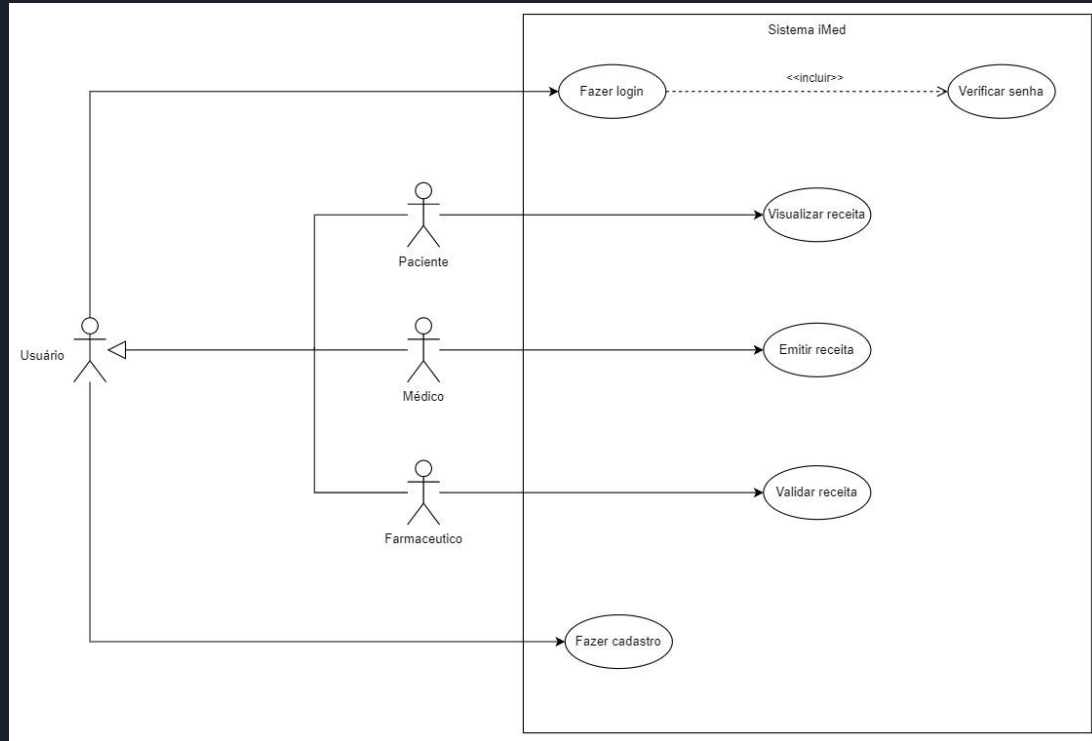 Sistema iMed
Fazer login
<<incluir>>
Verificar senha
Visualizar receita
Paciente
Usuário
Emitir receita
Médico
Validar receita
Farmaceutico
Fazer cadastro